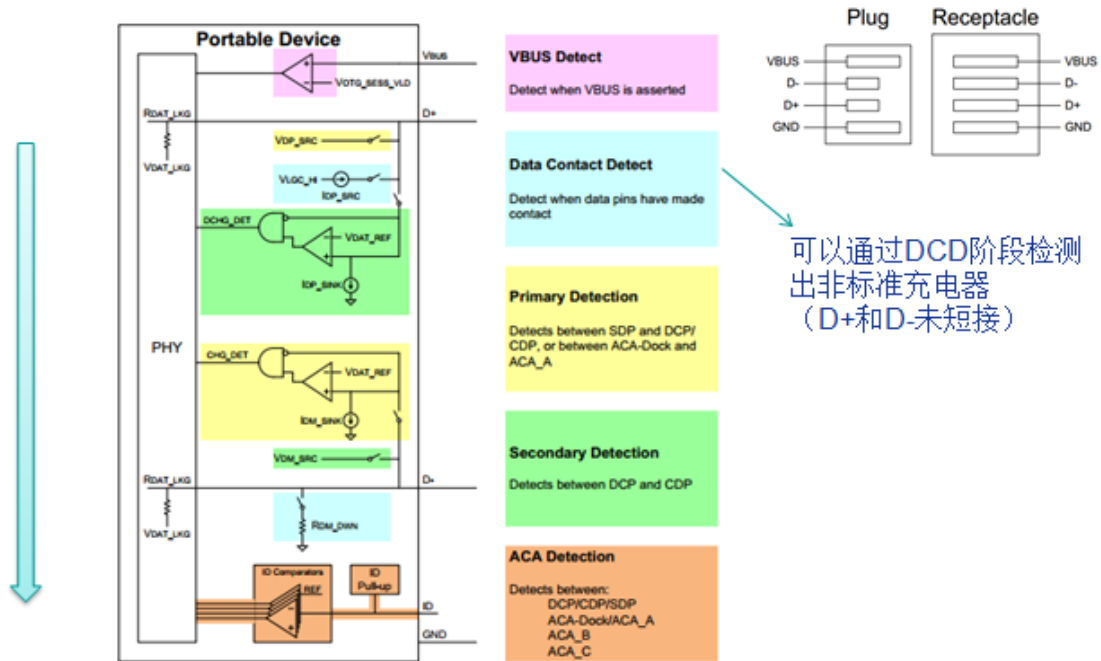 Portable Device
VBUS
VOTG_SESS_VLD
RDAT_LKG
D+
VDP_SRC
VDAT_LKG
VLGC_HI
IDP_SRC
DCHG_DET
VDAT_REF
IDP_SINK
PHY
CHG_DET
VDAT_REF
IDM_SINK
VDM_SRC
RDAT_LKG
D-
RDM_DWN
VDAT_LKG
ID Comparators
REF
ID
Pull-up
ID
GND
VBUS Detect
Detect when VBUS is asserted
Data Contact Detect
Detect when data pins have made
contact
Primary Detection
Detects between SDP and DCP/
CDP, or between ACA-Dock and
ACA_A
Secondary Detection
Detects between DCP and CDP
ACA Detection
Detects between:
DCP/CDP/SDP
ACA-Dock/ACA_A
ACA_B
ACA_C
Plug
Receptacle
VBUS
D-
D+
GND
VBUS
D-
D+
GND
可以通过DCD阶段检测
出非标准充电器
(D+和D-未短接)